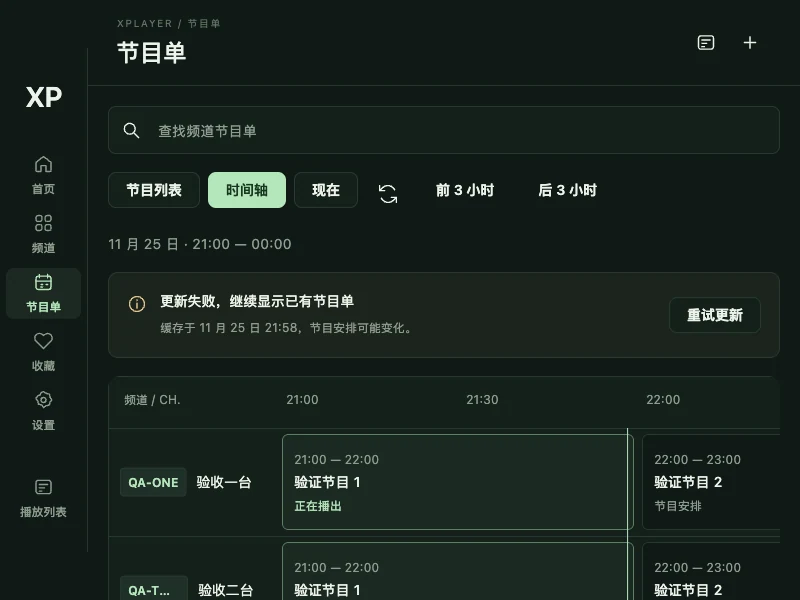 XPLAYER / 节目单
节目单
XP
首页
频道
节目单
收藏
设置
播放列表
查找频道节目单
节目列表 时间轴 现在 前 3 小时 后 3 小时
11 月 25 日 · 21:00 — 00:00
更新失败，继续显示已有节目单
缓存于 11 月 25 日 21:58，节目安排可能变化。
重试更新
频道 / CH. 21:00 21:30 22:00
QA-ONE 验收一台
21:00 — 22:00
验证节目 1
正在播出
22:00 — 23:00
验证节目 2
节目安排
QA-T... 验收二台
21:00 — 22:00
验证节目 1
22:00 — 23:00
验证节目 2